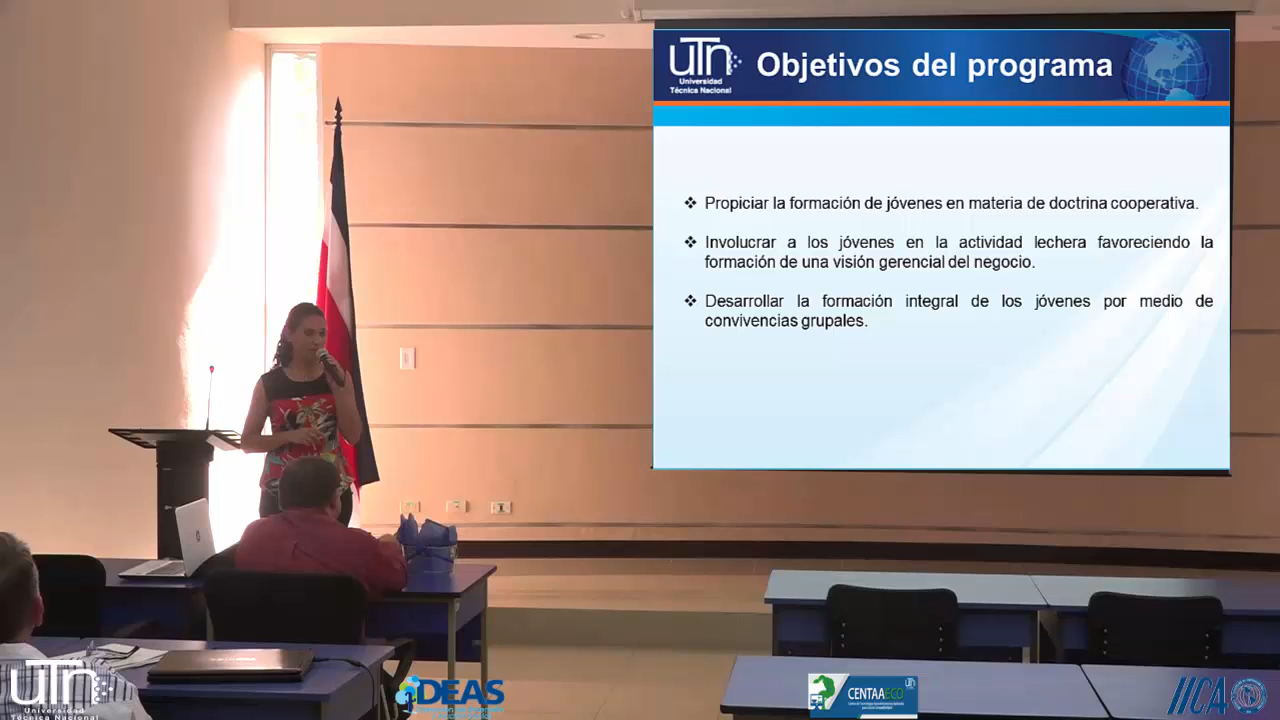 UTn
Universidad
Técnica Nacional
Objetivos del programa
❖ Propiciar la formación de jóvenes en materia de doctrina cooperativa.
❖ Involucrar a los jóvenes en la actividad lechera favoreciendo la
formación de una visión gerencial del negocio.
❖ Desarrollar la formación integral de los jóvenes por medio de
convivencias grupales.
UTn
Universidad
Técnica Nacional
iDEAS
CENTAAECO
IICA